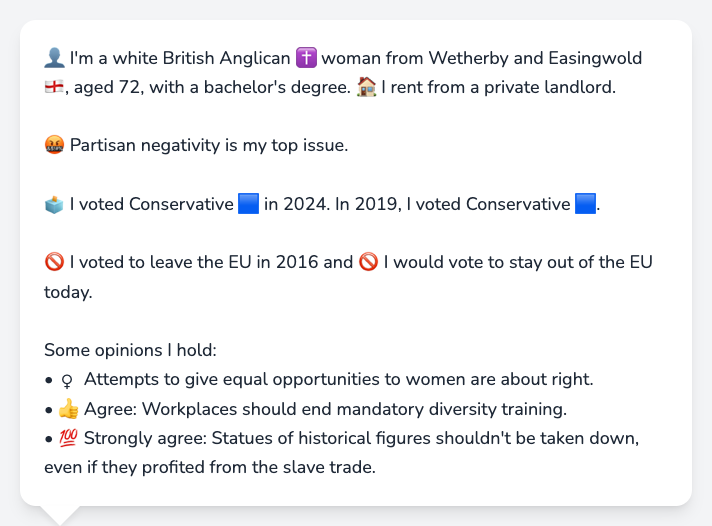 👤 I'm a white British Anglican ✝️ woman from Wetherby and Easingwold
🏴󠁧󠁢󠁥󠁮󠁧󠁿, aged 72, with a bachelor's degree. 🏠 I rent from a private landlord.
🤬 Partisan negativity is my top issue.
🗳️ I voted Conservative 🟦 in 2024. In 2019, I voted Conservative 🟦.
🚫 I voted to leave the EU in 2016 and 🚫 I would vote to stay out of the EU
today.
Some opinions I hold:
• ♀ Attempts to give equal opportunities to women are about right.
• 👍 Agree: Workplaces should end mandatory diversity training.
• 💯 Strongly agree: Statues of historical figures shouldn't be taken down,
even if they profited from the slave trade.